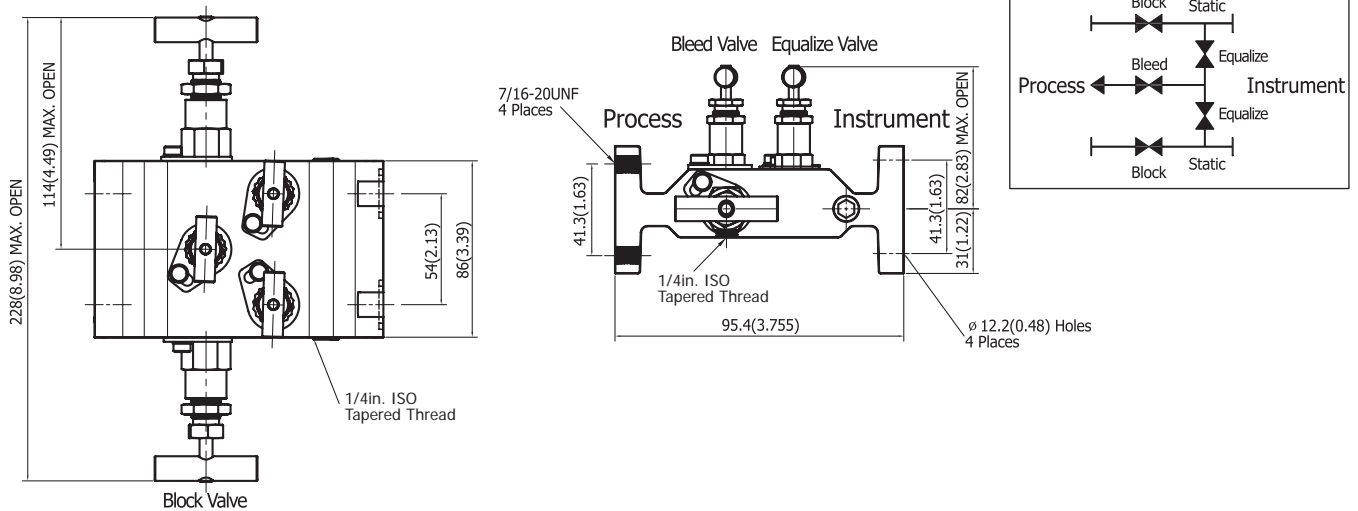 228(8.98) MAX. OPEN
114(4.49) MAX. OPEN
54(2.13)
86(3.39)
1/4in. ISO
Tapered Thread
Block Valve
Bleed Valve
Equalize Valve
7/16-20UNF
4 Places
Process
Instrument
41.3(1.63)
41.3(1.63)
31(1.22)
82(2.83) MAX. OPEN
1/4in. ISO
Tapered Thread
95.4(3.755)
ø 12.2(0.48) Holes
4 Places
Block
Static
Equalize
Bleed
Process
Instrument
Equalize
Block
Static